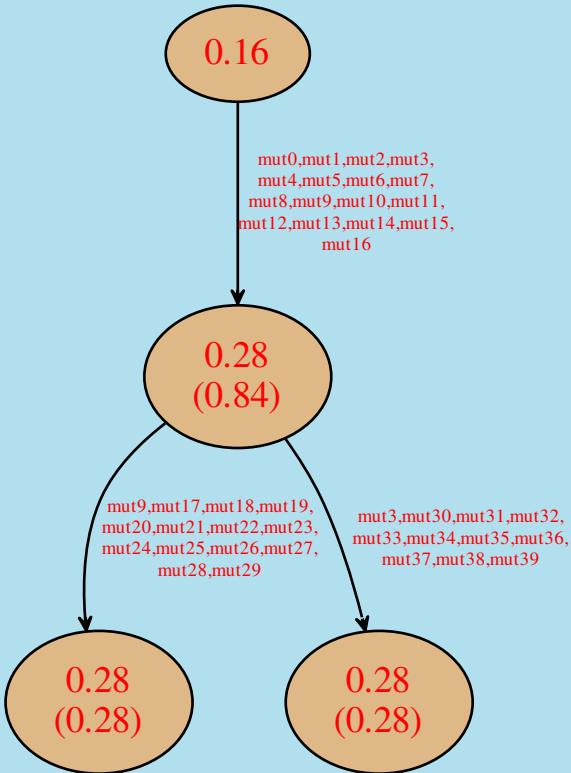 0.16
mut0,mut1,mut2,mut3,
mut4,mut5,mut6,mut7,
mut8,mut9,mut10,mut11,
mut12,mut13,mut14,mut15,
mut16
0.28
(0.84)
mut9,mut17,mut18,mut19,
mut20,mut21,mut22,mut23,
mut24,mut25,mut26,mut27,
mut28,mut29
mut3,mut30,mut31,mut32,
mut33,mut34,mut35,mut36,
mut37,mut38,mut39
0.28
(0.28)
0.28
(0.28)